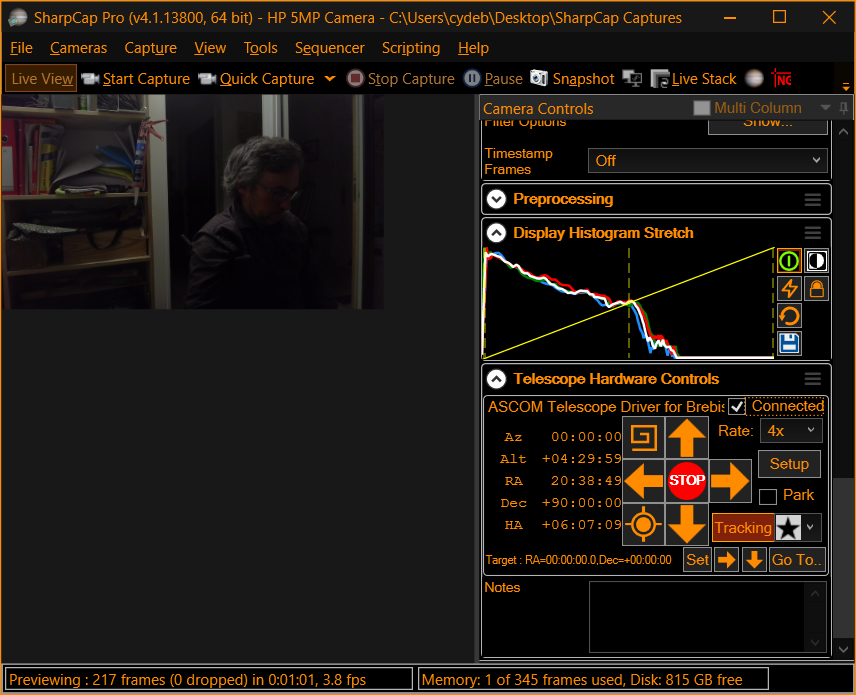 SharpCap Pro (v4.1.13800, 64 bit) - HP 5MP Camera - C:\Users\cydeb\Desktop\SharpCap Captures
File Cameras Capture View Tools Sequencer Scripting Help
Live View Start Capture Quick Capture Stop Capture Pause Snapshot Live Stack NC
Camera Controls Multi Column
Filter Options Show...
Timestamp
Frames Off
Preprocessing
Display Histogram Stretch
Telescope Hardware Controls
ASCOM Telescope Driver for Brebis Connected
Az 00:00:00 Rate: 4x
Alt +04:29:59
RA 20:38:49 STOP Setup
Dec +90:00:00 Park
HA +06:07:09 Tracking
Target : RA=00:00:00.0,Dec=+00:00:00 Set Go To..
Notes
Previewing : 217 frames (0 dropped) in 0:01:01, 3.8 fps Memory: 1 of 345 frames used, Disk: 815 GB free